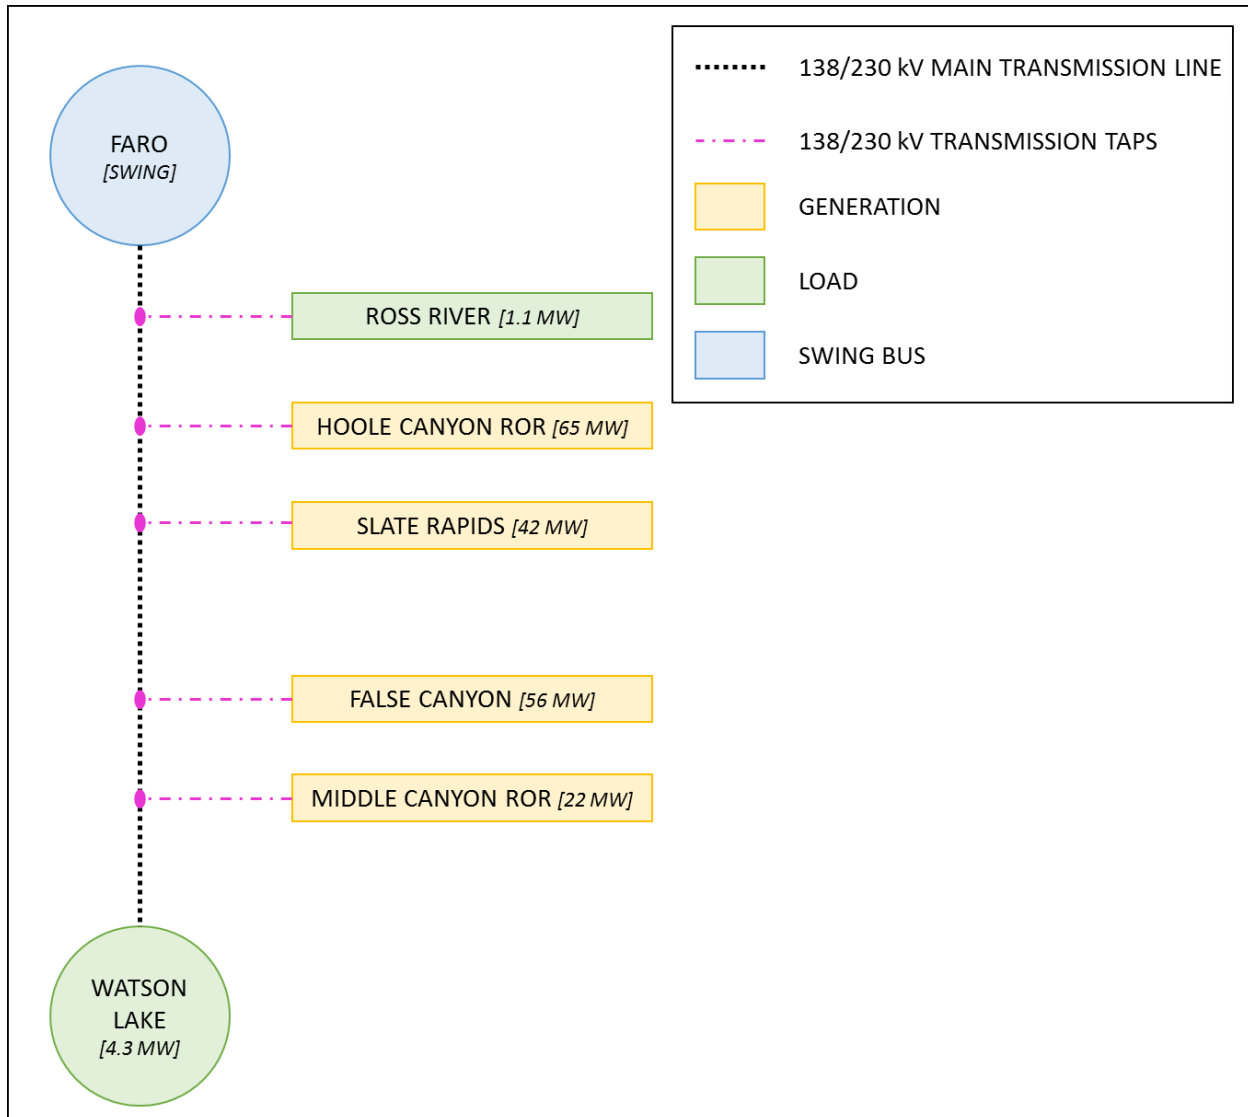 FARO
[SWING]
ROSS RIVER [1.1 MW]
HOOLE CANYON ROR [65 MW]
SLATE RAPIDS [42 MW]
FALSE CANYON [56 MW]
MIDDLE CANYON ROR [22 MW]
WATSON
LAKE
[4.3 MW]
138/230 kV MAIN TRANSMISSION LINE
138/230 kV TRANSMISSION TAPS
GENERATION
LOAD
SWING BUS